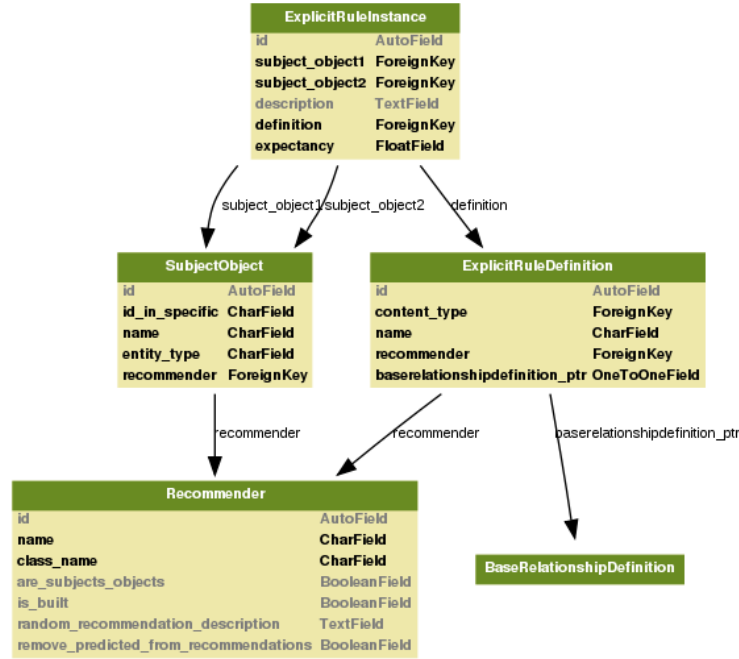 ExplicitRuleInstance
id AutoField
subject_object1 ForeignKey
subject_object2 ForeignKey
description TextField
definition ForeignKey
expectancy FloatField
subject_object1 subject_object2 definition
SubjectObject
id AutoField
id_in_specific CharField
name CharField
entity_type CharField
recommender ForeignKey
ExplicitRuleDefinition
id AutoField
content_type ForeignKey
name CharField
recommender ForeignKey
baserelationshipdefinition_ptr OneToOneField
recommender recommender baserelationshipdefinition_ptr
Recommender
id AutoField
name CharField
class_name CharField
are_subjects_objects BooleanField
is_built BooleanField
random_recommendation_description TextField
remove_predicted_from_recommendations BooleanField
BaseRelationshipDefinition